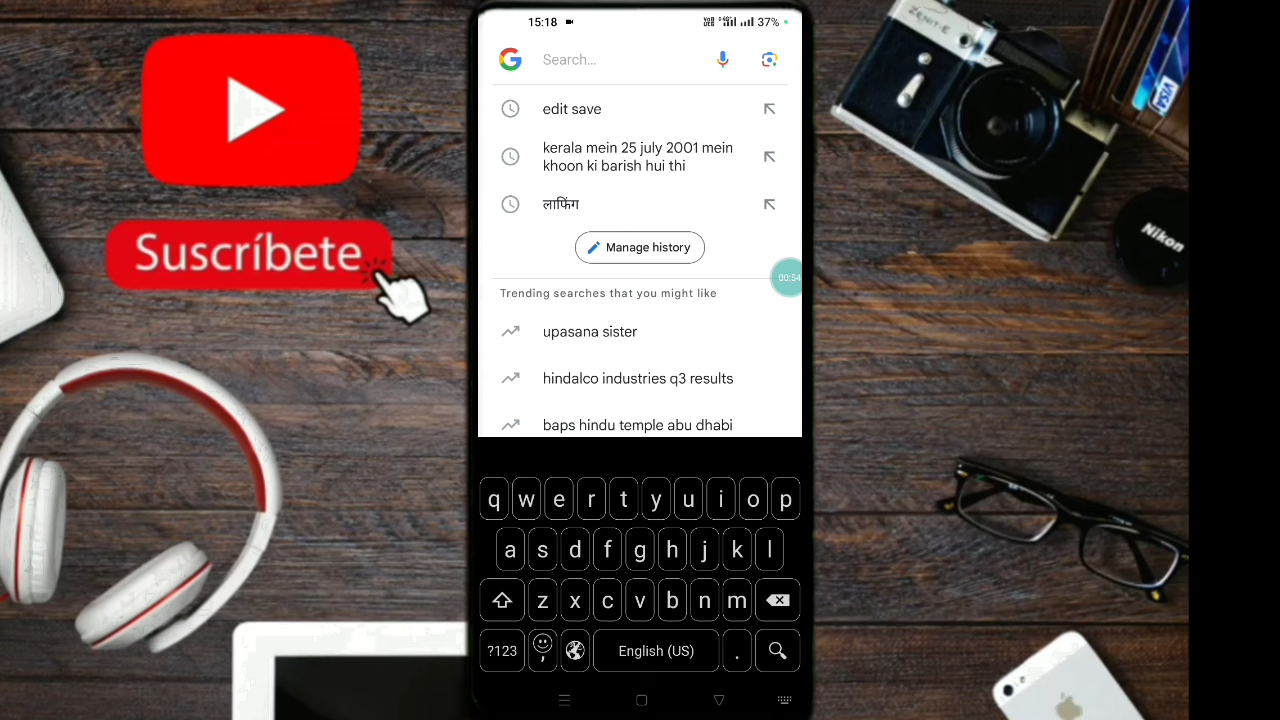 15:18
37%
ZENIT-E
Search...
VISA
edit save
kerala mein 25 july 2001 mein
khoon ki barish hui thi
लाफिंग
Suscríbete
Nikon
Manage history
00:54
Trending searches that you might like
upasana sister
hindalco industries q3 results
baps hindu temple abu dhabi
q w e r t y u i o p
a s d f g h j k l
z x c v b n m
?123 , English (US) .